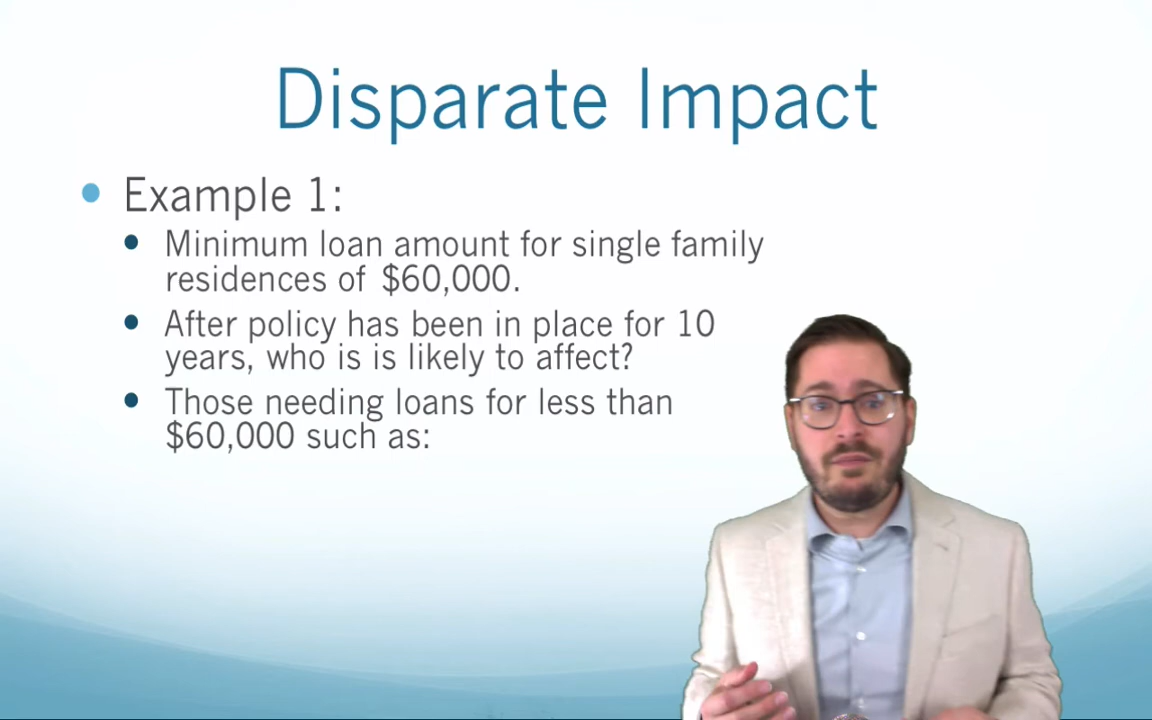 Disparate Impact
Example 1:
Minimum loan amount for single family
residences of $60,000.
After policy has been in place for 10
years, who is is likely to affect?
Those needing loans for less than
$60,000 such as: